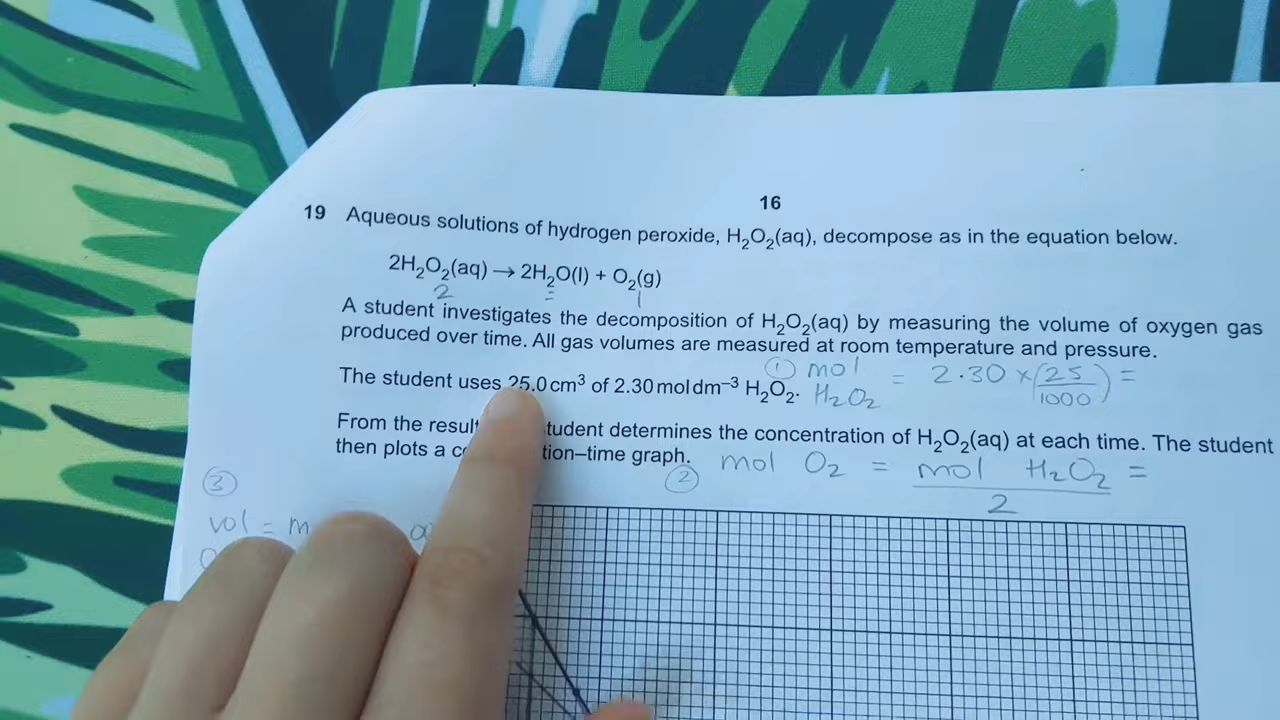 16
19 Aqueous solutions of hydrogen peroxide, H₂O₂(aq), decompose as in the equation below.
2H₂O₂(aq) → 2H₂O(l) + O₂(g)
2 = 1
A student investigates the decomposition of H₂O₂(aq) by measuring the volume of oxygen gas
produced over time. All gas volumes are measured at room temperature and pressure.
The student uses 25.0 cm³ of 2.30 mol dm⁻³ H₂O₂.
① mol H₂O₂ = 2.30 × (25/1000) =
From the tudent determines the concentration of H₂O₂(aq) at each time. The student
then plots a tion–time graph.
② mol O₂ = mol H₂O₂ / 2 =
③
vol =